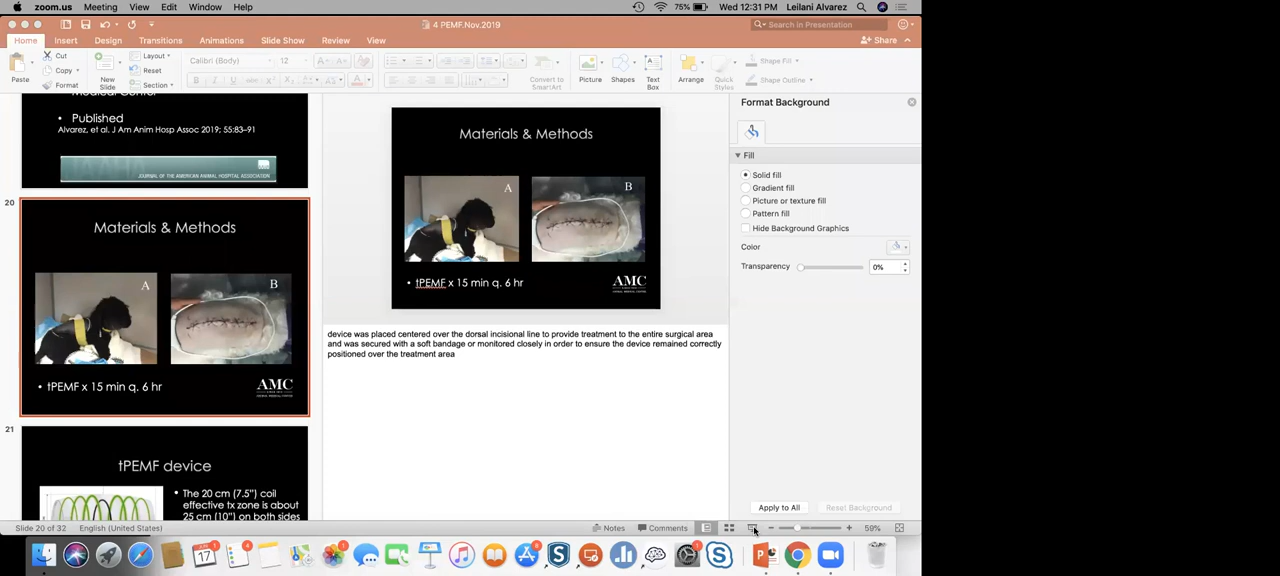 zoom.us Meeting View Edit Window Help 75% Wed 12:31 PM Leilani Alvarez
4 PEMF.Nov.2019 Search in Presentation
Home Insert Design Transitions Animations Slide Show Review View Share
Paste Cut Copy Format New Slide Layout Reset Section Calibri (Body) 12 Convert to SmartArt Picture Shapes Text Box Arrange Quick Styles Shape Fill Shape Outline
• Published
Alvarez, et al. J Am Anim Hosp Assoc 2019; 55:83–91
JOURNAL OF THE AMERICAN ANIMAL HOSPITAL ASSOCIATION
20
Materials & Methods
A B
• tPEMF x 15 min q. 6 hr
AMC
21
tPEMF device
• The 20 cm (7.5") coil
effective tx zone is about
25 cm (10") on both sides
Materials & Methods
A B
• tPEMF x 15 min q. 6 hr
AMC
device was placed centered over the dorsal incisional line to provide treatment to the entire surgical area
and was secured with a soft bandage or monitored closely in order to ensure the device remained correctly
positioned over the treatment area
Format Background
Fill
Solid fill
Gradient fill
Picture or texture fill
Pattern fill
Hide Background Graphics
Color
Transparency 0%
Apply to All Reset Background
Slide 20 of 32 English (United States) Notes Comments 59%
17